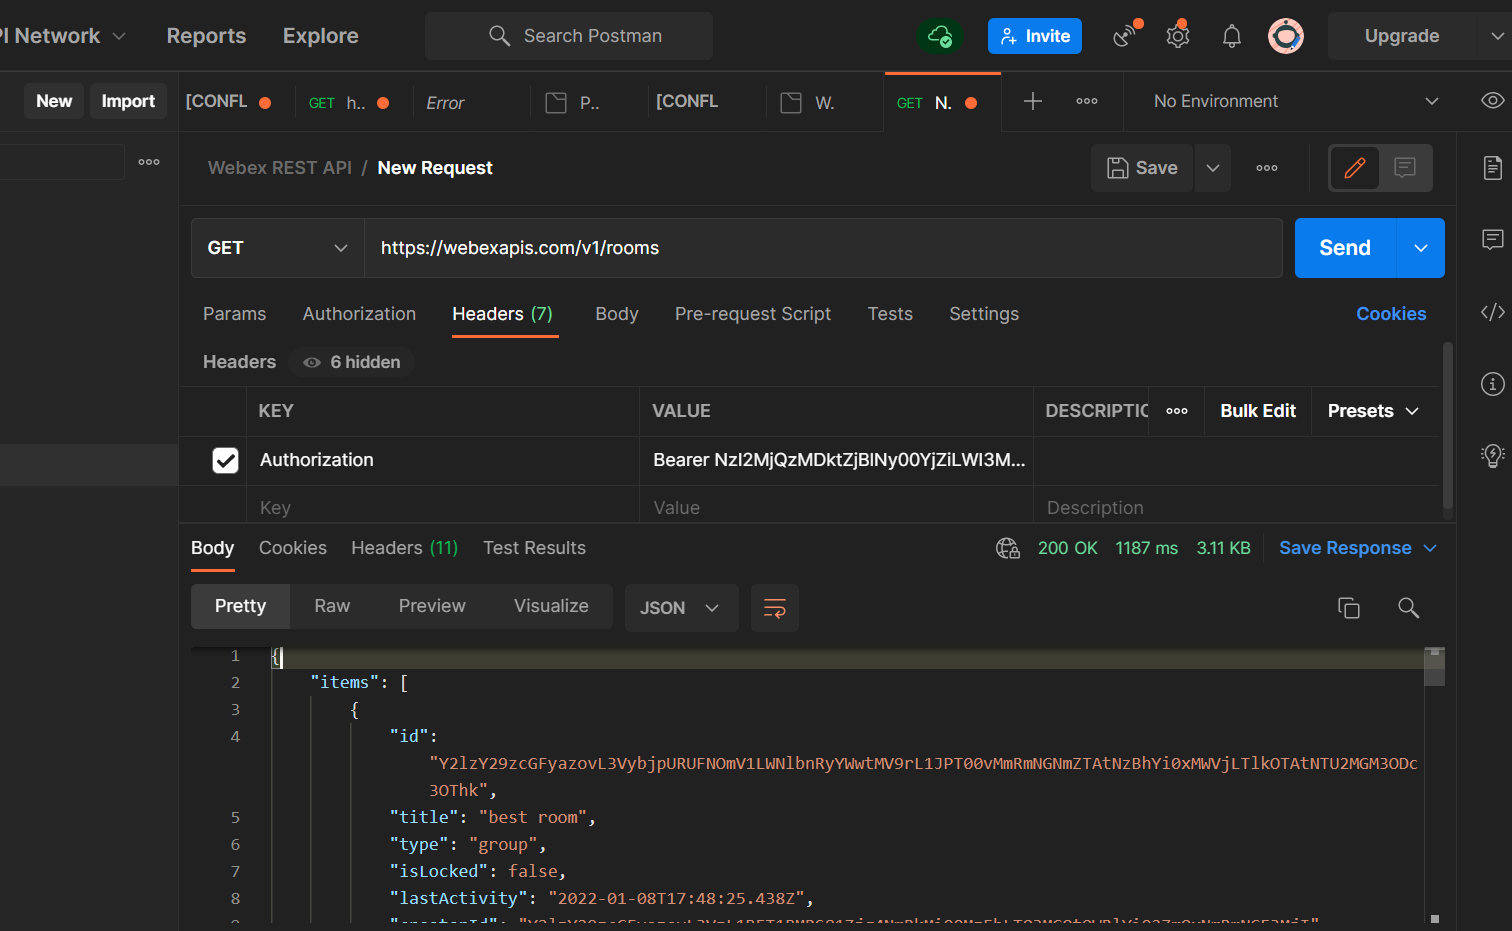 PI Network Reports Explore Search Postman Invite Upgrade
New Import [CONFL GET h.. Error P.. [CONFL W. GET N. No Environment
Webex REST API / New Request Save
GET https://webexapis.com/v1/rooms Send
Params Authorization Headers (7) Body Pre-request Script Tests Settings Cookies
Headers 6 hidden
KEY VALUE DESCRIPTIO Bulk Edit Presets
Authorization Bearer NzI2MjQzMDktZjBlNy00YjZiLWI3M...
Key Value Description
Body Cookies Headers (11) Test Results 200 OK 1187 ms 3.11 KB Save Response
Pretty Raw Preview Visualize JSON
1 {
2 "items": [
3 {
4 "id":
"Y2lzY29zcGFyazovL3VybjpURUFNOmV1LWNlbnRyYWwtMV9rL1JPT00vMmRmNGNmZTAtNzBhYi0xMWVjLTlkOTAtNTU2MGM3ODc
3OThk",
5 "title": "best room",
6 "type": "group",
7 "isLocked": false,
8 "lastActivity": "2022-01-08T17:48:25.438Z",